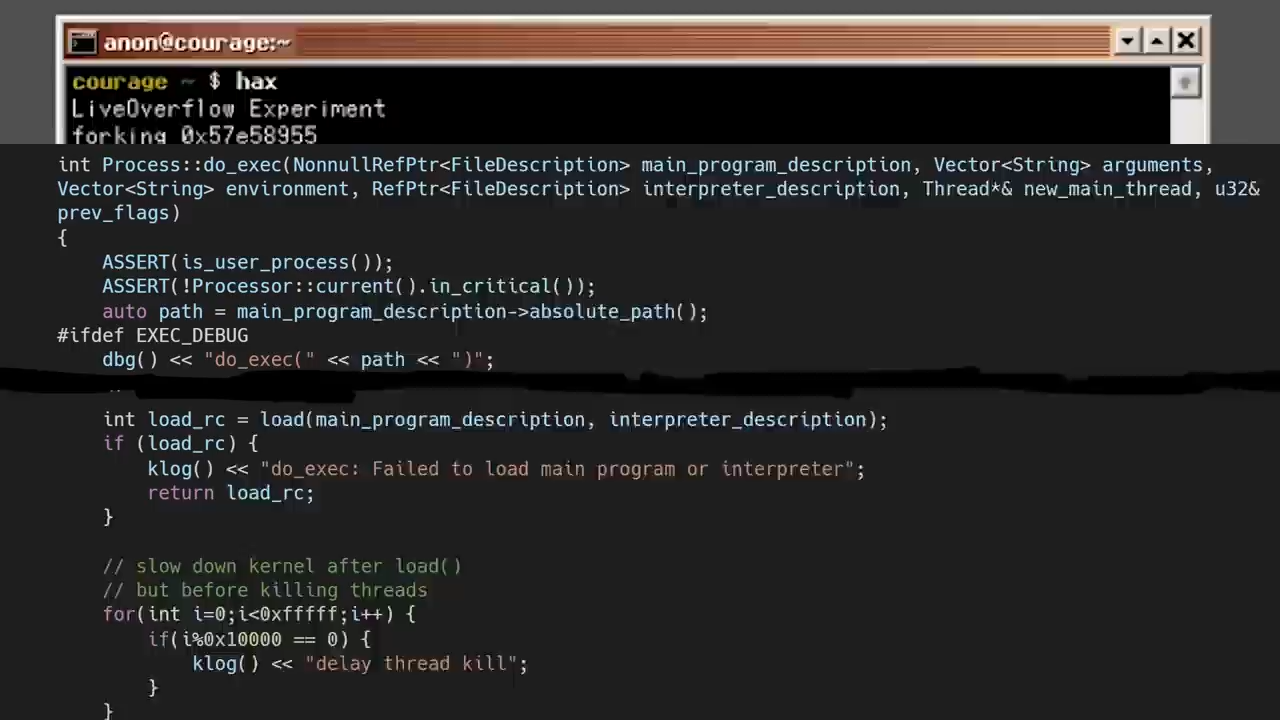 anon@courage:~
courage ~ $ hax
LiveOverflow Experiment
forking 0x57e58955
int Process::do_exec(NonnullRefPtr<FileDescription> main_program_description, Vector<String> arguments,
Vector<String> environment, RefPtr<FileDescription> interpreter_description, Thread*& new_main_thread, u32&
prev_flags)
{
    ASSERT(is_user_process());
    ASSERT(!Processor::current().in_critical());
    auto path = main_program_description->absolute_path();
#ifdef EXEC_DEBUG
    dbg() << "do_exec(" << path << ")";
    int load_rc = load(main_program_description, interpreter_description);
    if (load_rc) {
        klog() << "do_exec: Failed to load main program or interpreter";
        return load_rc;
    }
    // slow down kernel after load()
    // but before killing threads
    for(int i=0;i<0xfffff;i++) {
        if(i%0x10000 == 0) {
            klog() << "delay thread kill";
        }
    }